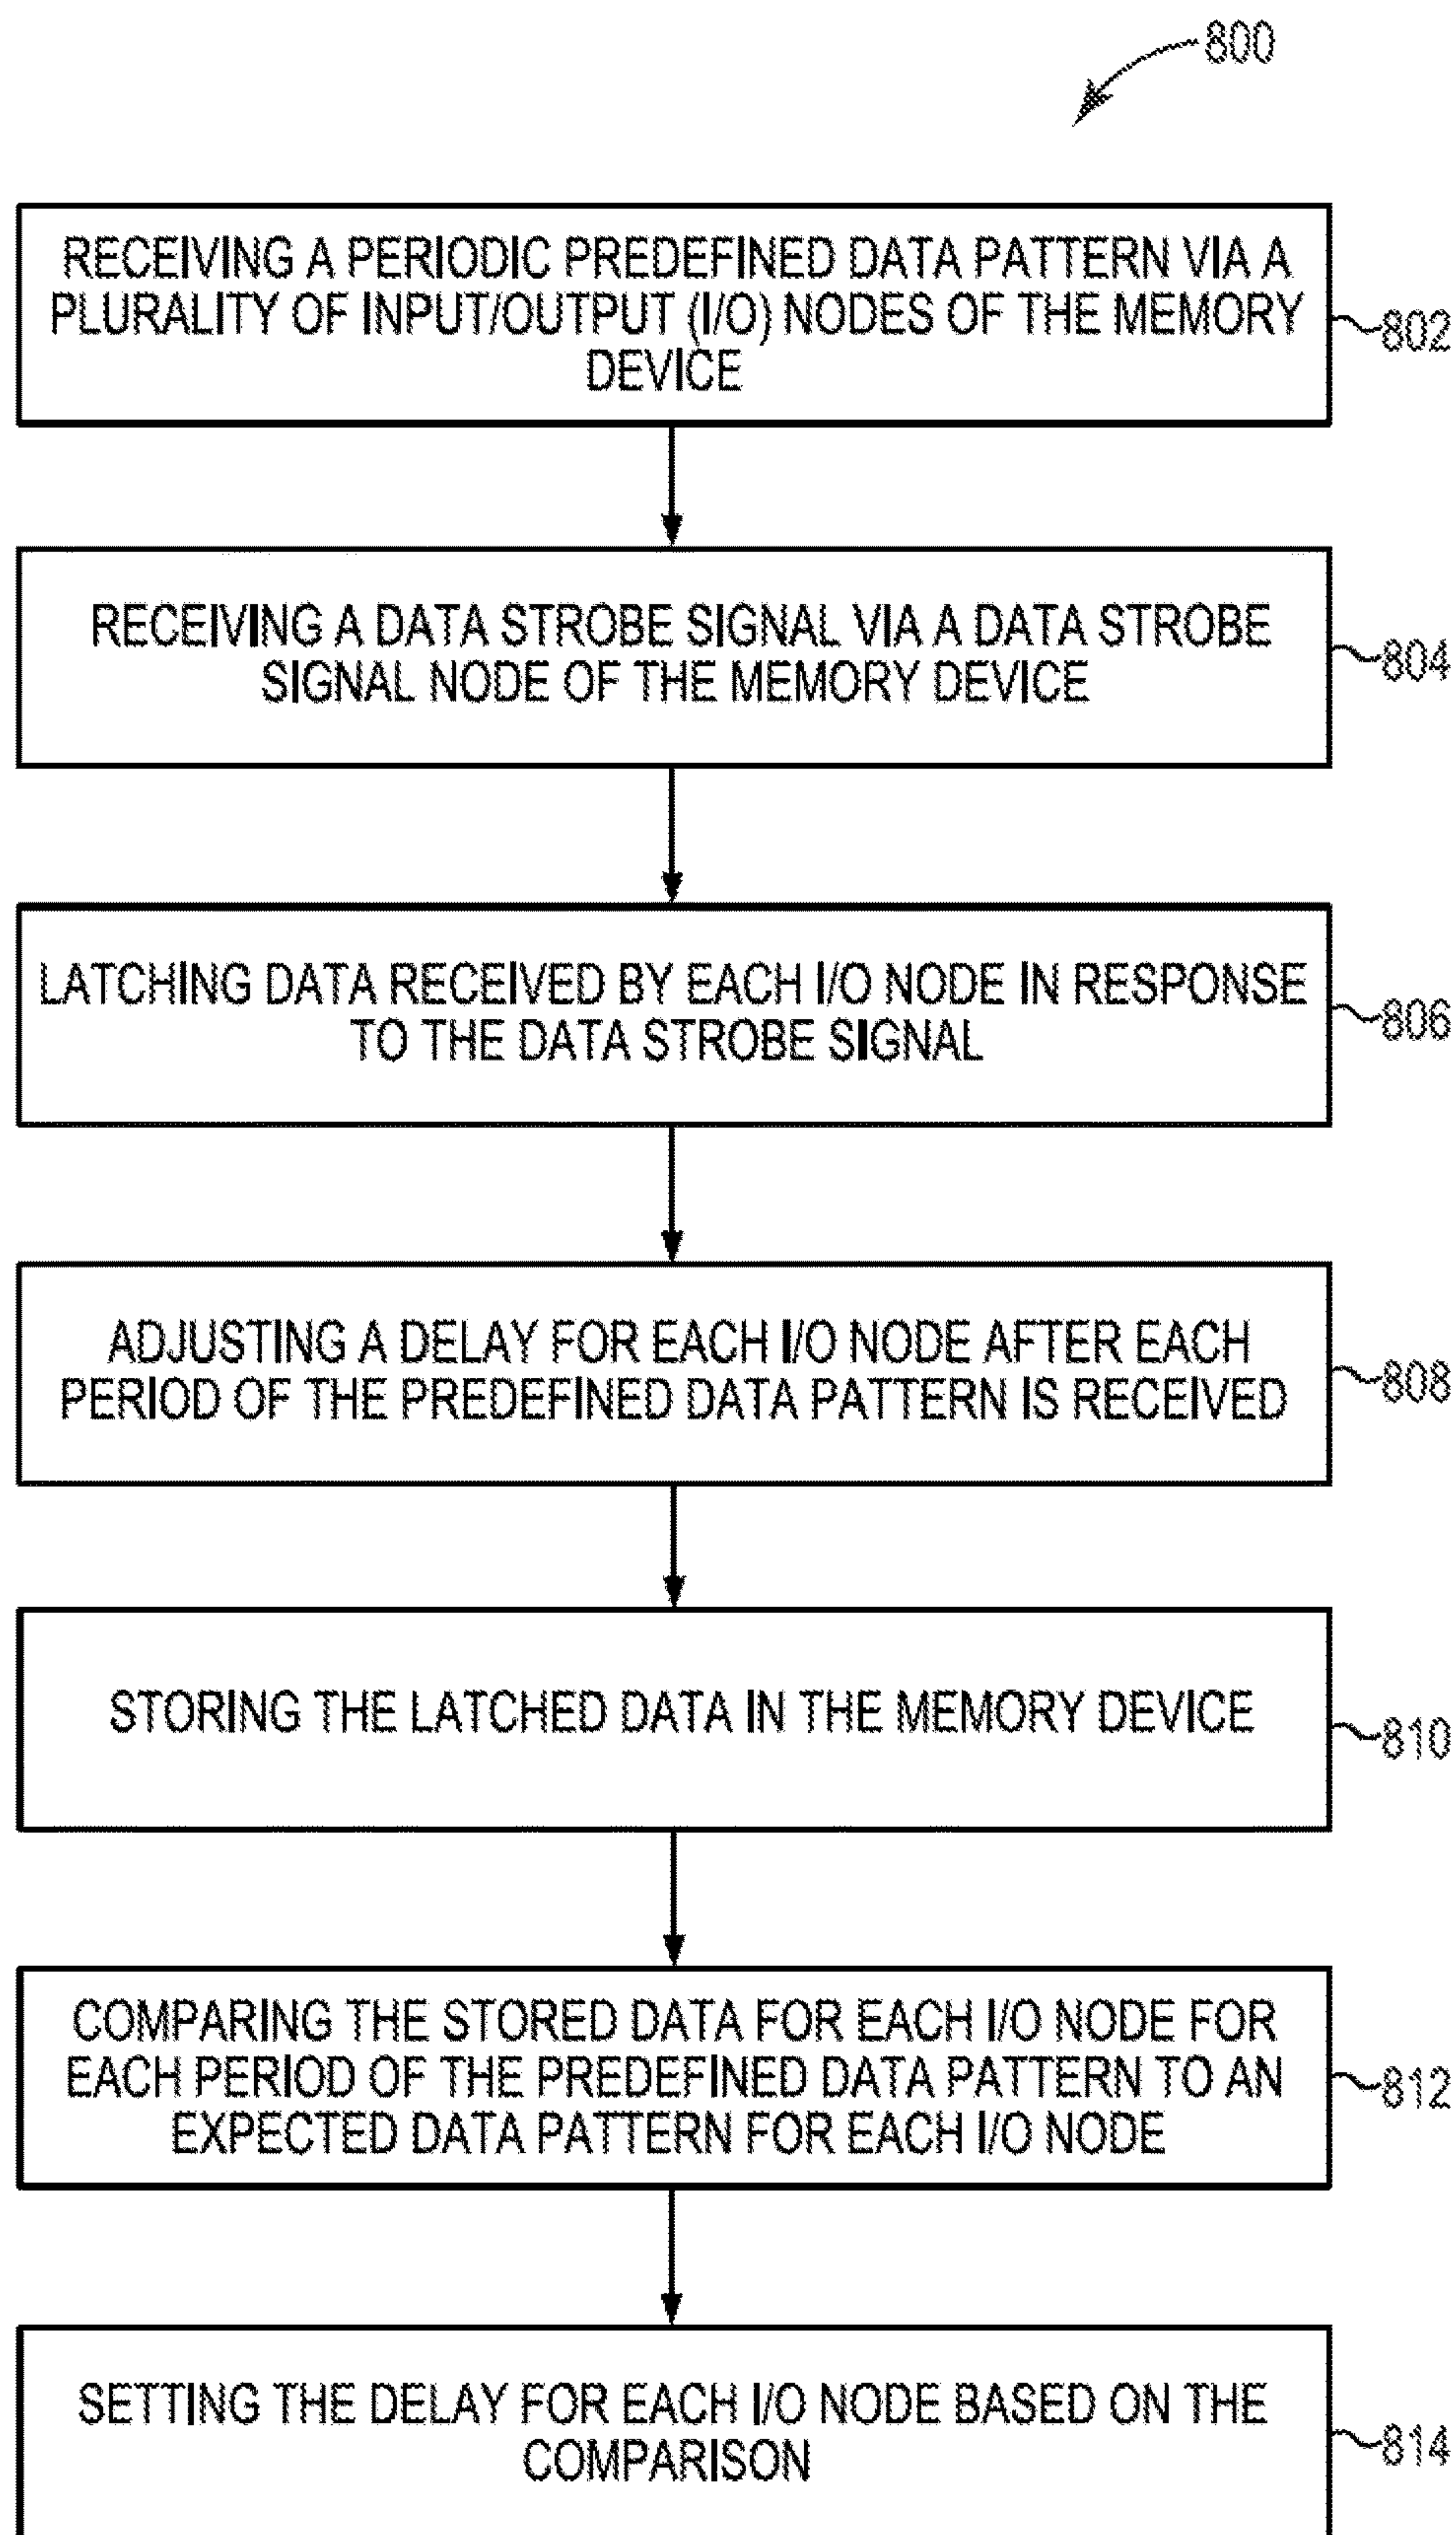 800
RECEIVING A PERIODIC PREDEFINED DATA PATTERN VIA A
PLURALITY OF INPUT/OUTPUT (I/O) NODES OF THE MEMORY
DEVICE
802
RECEIVING A DATA STROBE SIGNAL VIA A DATA STROBE
SIGNAL NODE OF THE MEMORY DEVICE
804
LATCHING DATA RECEIVED BY EACH I/O NODE IN RESPONSE
TO THE DATA STROBE SIGNAL
806
ADJUSTING A DELAY FOR EACH I/O NODE AFTER EACH
PERIOD OF THE PREDEFINED DATA PATTERN IS RECEIVED
808
STORING THE LATCHED DATA IN THE MEMORY DEVICE
810
COMPARING THE STORED DATA FOR EACH I/O NODE FOR
EACH PERIOD OF THE PREDEFINED DATA PATTERN TO AN
EXPECTED DATA PATTERN FOR EACH I/O NODE
812
SETTING THE DELAY FOR EACH I/O NODE BASED ON THE
COMPARISON
814